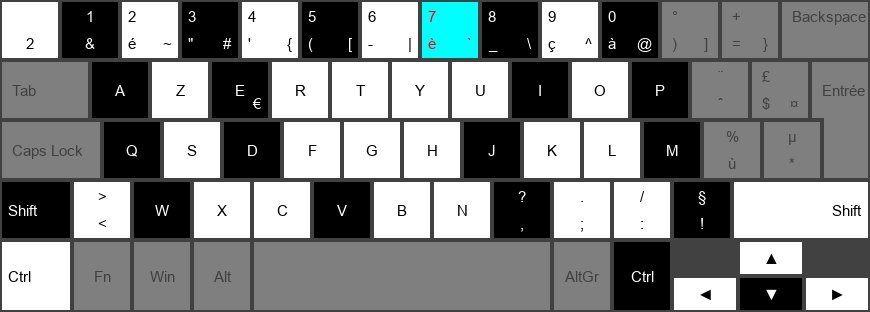 2 1 & 2 é ~ 3 " # 4 ' { 5 ( [ 6 - | 7 è ` 8 _ \ 9 ç ^ 0 à @ ° ) ] + = } Backspace
Tab A Z E € R T Y U I O P ¨ ^ £ $ ¤ Entrée
Caps Lock Q S D F G H J K L M % ù µ *
Shift > < W X C V B N ? , . ; / : § ! Shift
Ctrl Fn Win Alt AltGr Ctrl ◄ ▲ ▼ ►